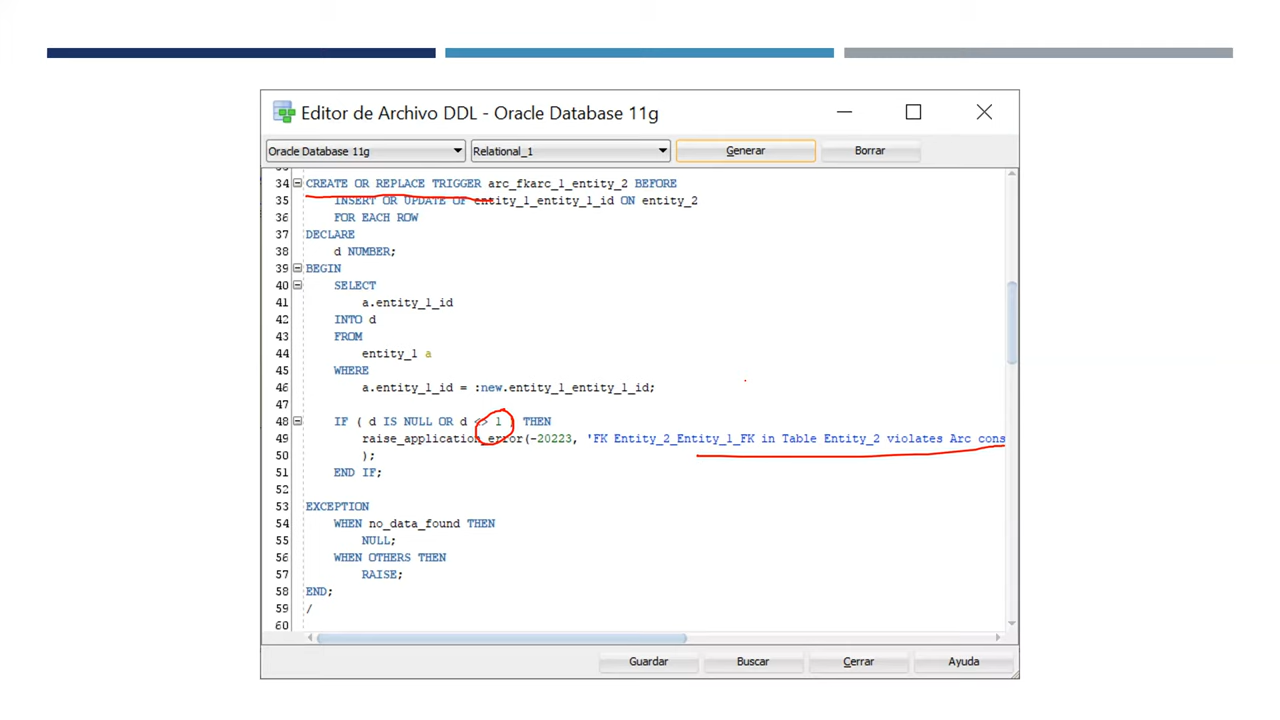 Editor de Archivo DDL - Oracle Database 11g
Oracle Database 11g Relational_1 Generar Borrar
34 CREATE OR REPLACE TRIGGER arc_fkarc_1_entity_2 BEFORE
35 INSERT OR UPDATE OF entity_1_entity_1_id ON entity_2
36 FOR EACH ROW
37 DECLARE
38 d NUMBER;
39 BEGIN
40 SELECT
41 a.entity_1_id
42 INTO d
43 FROM
44 entity_1 a
45 WHERE
46 a.entity_1_id = :new.entity_1_entity_1_id;
47
48 IF ( d IS NULL OR d <> 1 ) THEN
49 raise_application_error(-20223, 'FK Entity_2_Entity_1_FK in Table Entity_2 violates Arc cons
50 );
51 END IF;
52
53 EXCEPTION
54 WHEN no_data_found THEN
55 NULL;
56 WHEN OTHERS THEN
57 RAISE;
58 END;
59 /
60
Guardar Buscar Cerrar Ayuda